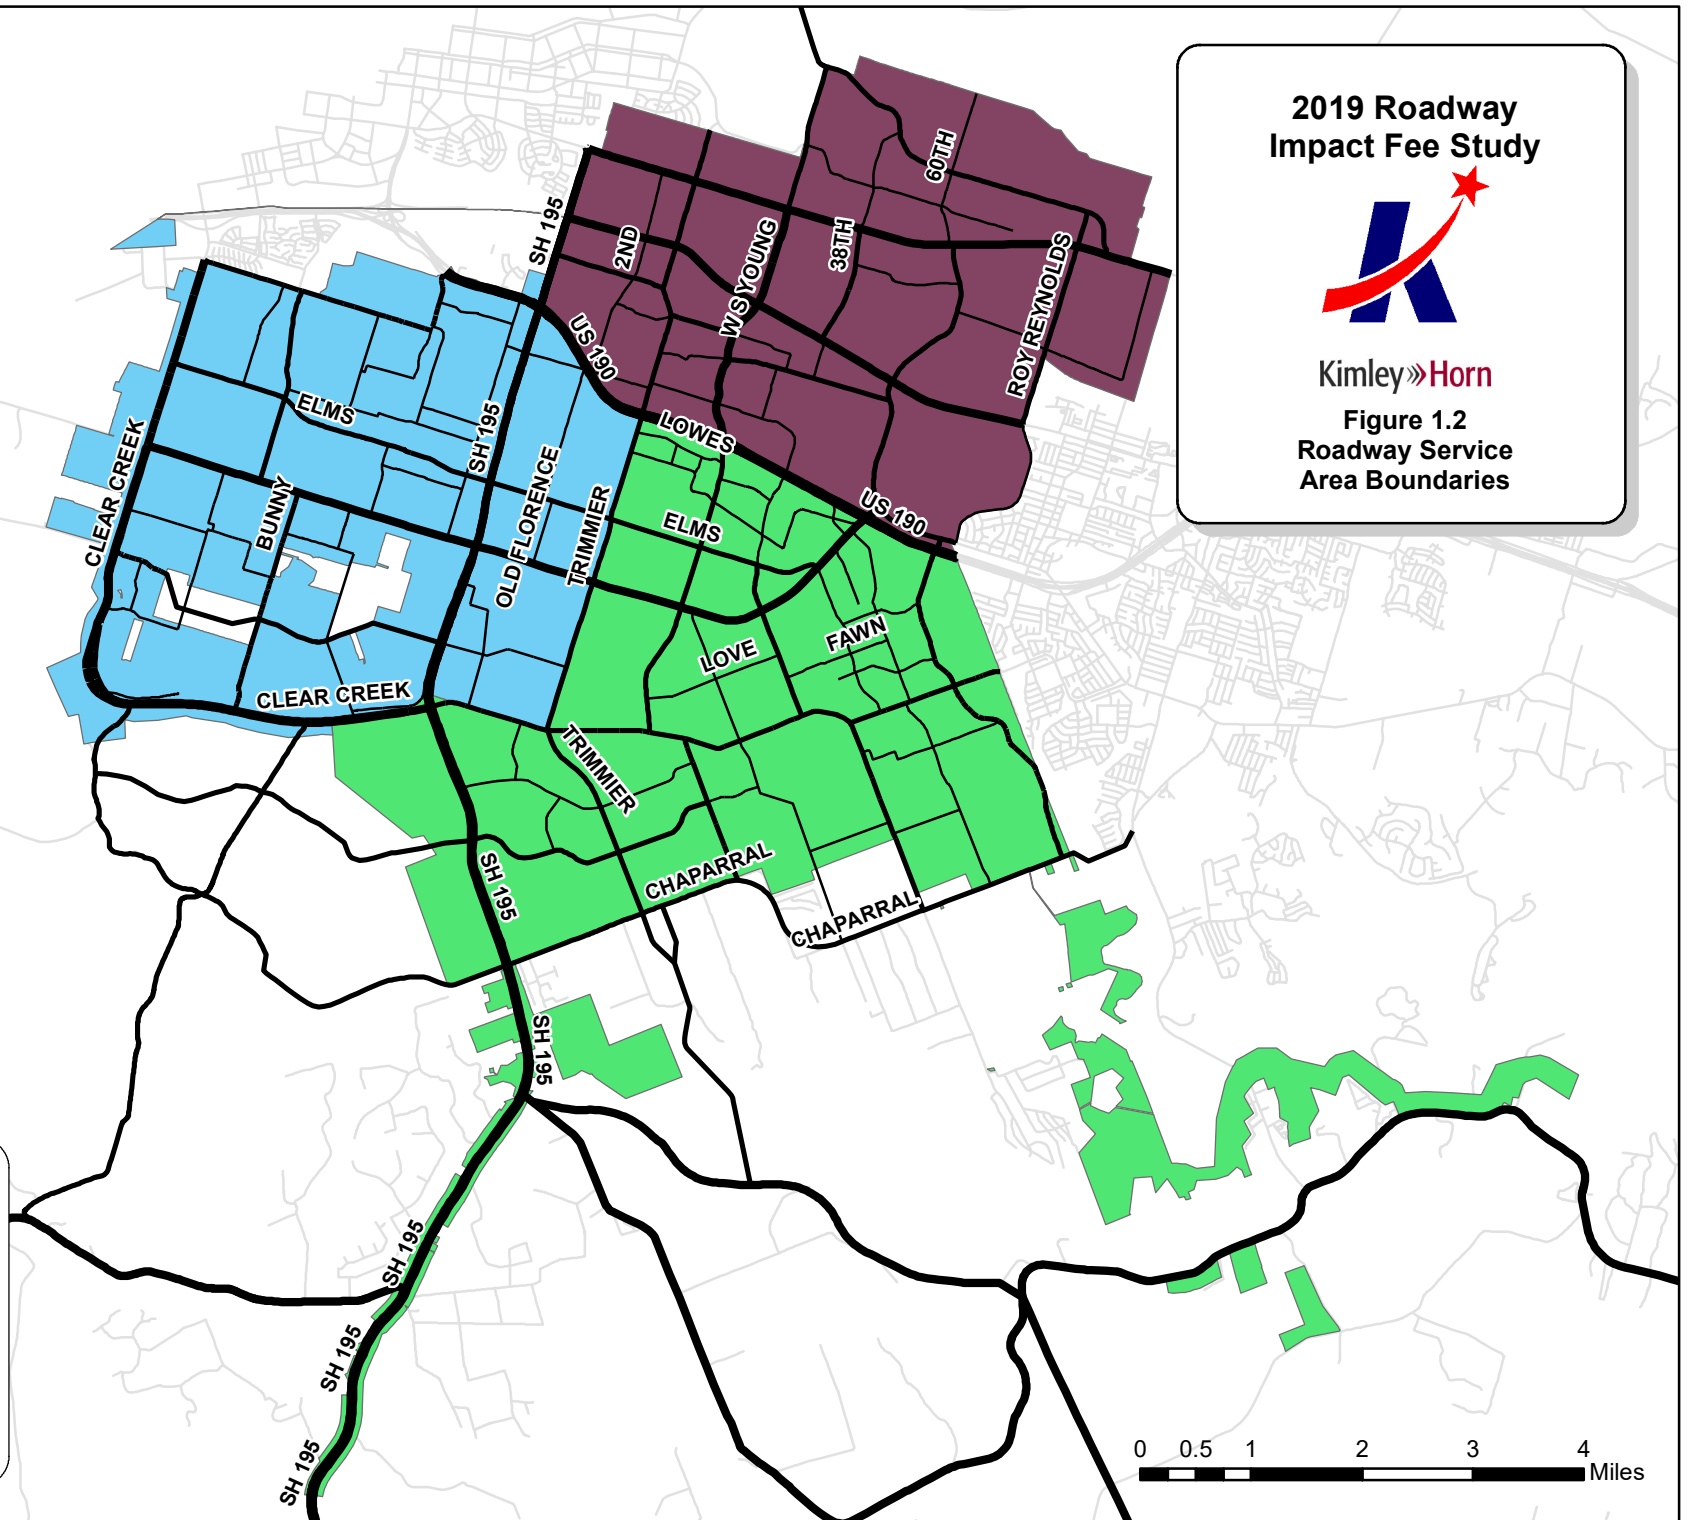 2019 Roadway
Impact Fee Study
Kimley»Horn
Figure 1.2
Roadway Service
Area Boundaries
60TH
SH 195
2ND
38TH
W S YOUNG
ROY REYNOLDS
US 190
ELMS
LOWES
SH 195
CLEAR CREEK
OLD FLORENCE
BUNNY
TRIMMIER
US 190
ELMS
FAWN
LOVE
CLEAR CREEK
TRIMMIER
CHAPARRAL
SH 195
CHAPARRAL
SH 195
SH 195
SH 195
SH 195
0 0.5 1 2 3 4
Miles